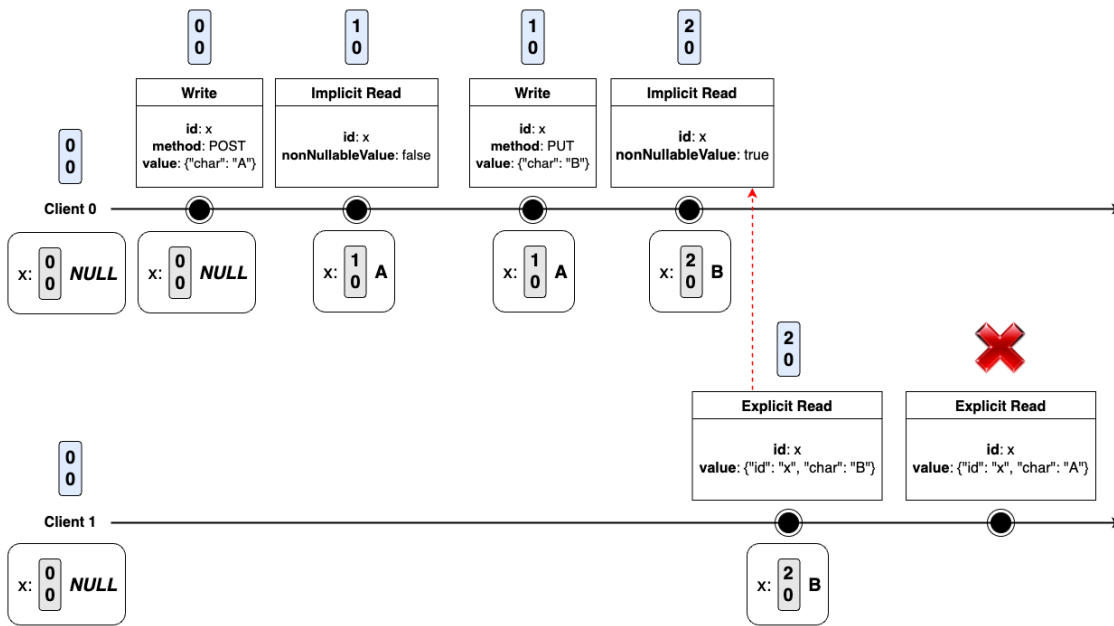 0
0
1
0
1
0
2
0
Write
id: x
method: POST
value: {"char": "A"}
Implicit Read
id: x
nonNullableValue: false
Write
id: x
method: PUT
value: {"char": "B"}
Implicit Read
id: x
nonNullableValue: true
0
0
Client 0
x: 0 NULL
0
x: 0 NULL
0
x: 1 A
0
x: 1 A
0
x: 2 B
0
2
0
Explicit Read
id: x
value: {"id": "x", "char": "B"}
Explicit Read
id: x
value: {"id": "x", "char": "A"}
0
0
Client 1
x: 0 NULL
0
x: 2 B
0